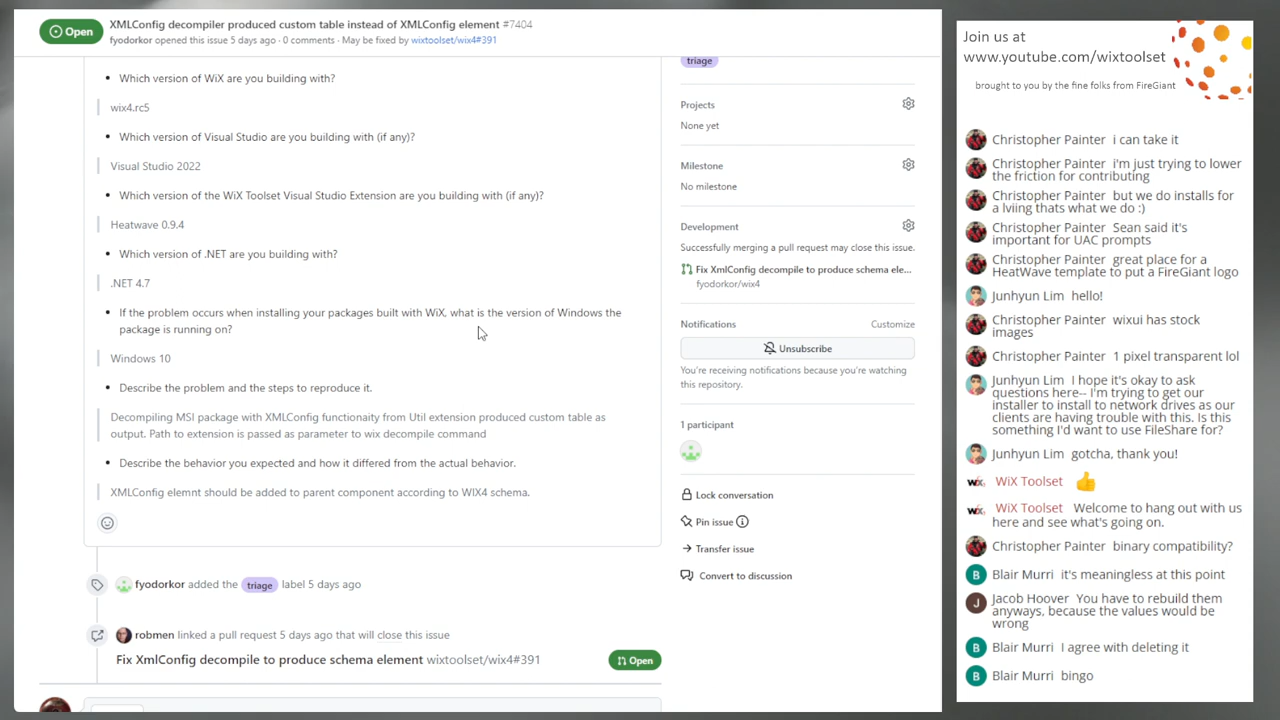 Open
XMLConfig decompiler produced custom table instead of XMLConfig element #7404
fyodorkor opened this issue 5 days ago · 0 comments · May be fixed by wixtoolset/wix4#391
• Which version of WiX are you building with?
wix4.rc5
• Which version of Visual Studio are you building with (if any)?
Visual Studio 2022
• Which version of the WiX Toolset Visual Studio Extension are you building with (if any)?
Heatwave 0.9.4
• Which version of .NET are you building with?
.NET 4.7
• If the problem occurs when installing your packages built with WiX, what is the version of Windows the
package is running on?
Windows 10
• Describe the problem and the steps to reproduce it.
Decompiling MSI package with XMLConfig functionaity from Util extension produced custom table as
output. Path to extension is passed as parameter to wix decompile command
• Describe the behavior you expected and how it differed from the actual behavior.
XMLConfig elemnt should be added to parent component according to WIX4 schema.
fyodorkor added the triage label 5 days ago
robmen linked a pull request 5 days ago that will close this issue
Fix XmlConfig decompile to produce schema element wixtoolset/wix4#391
Open
triage
Projects
None yet
Milestone
No milestone
Development
Successfully merging a pull request may close this issue.
Fix XmlConfig decompile to produce schema ele...
fyodorkor/wix4
Notifications
Customize
Unsubscribe
You're receiving notifications because you're watching
this repository.
1 participant
Lock conversation
Pin issue
Transfer issue
Convert to discussion
Join us at
www.youtube.com/wixtoolset
brought to you by the fine folks from FireGiant
Christopher Painter i can take it
Christopher Painter i'm just trying to lower
the friction for contributing
Christopher Painter but we do installs for
a lviing thats what we do :)
Christopher Painter Sean said it's
important for UAC prompts
Christopher Painter great place for a
HeatWave template to put a FireGiant logo
Junhyun Lim hello!
Christopher Painter wixui has stock
images
Christopher Painter 1 pixel transparent lol
Junhyun Lim I hope it's okay to ask
questions here-- I'm trying to get our
installer to install to network drives as our
clients are having trouble with this. Is this
something I'd want to use FileShare for?
Junhyun Lim gotcha, thank you!
WiX Toolset 👍
WiX Toolset Welcome to hang out with us
here and see what's going on.
Christopher Painter binary compatibility?
B Blair Murri it's meaningless at this point
J Jacob Hoover You have to rebuild them
anyways, because the values would be
wrong
B Blair Murri I agree with deleting it
B Blair Murri bingo